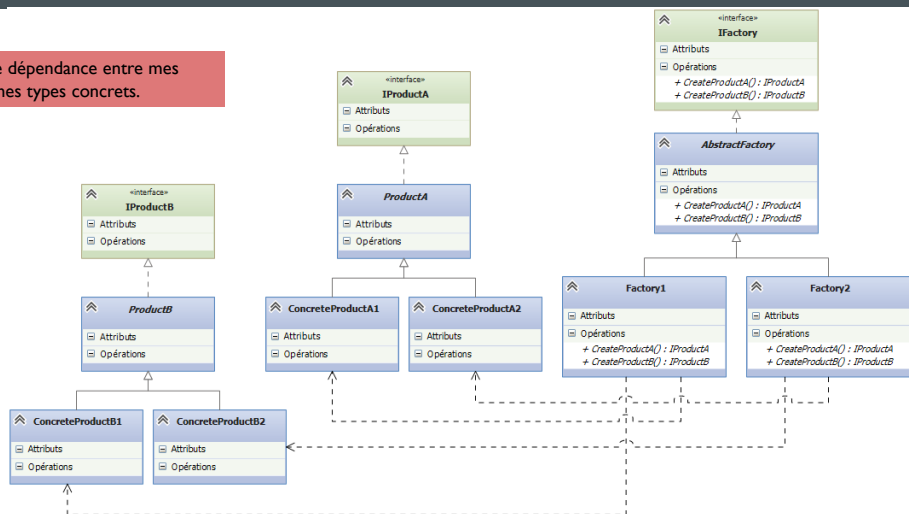 e dépendance entre mes
nes types concrets.
«interface»
IFactory
Attributs
Opérations
+ CreateProductA() : IProductA
+ CreateProductB() : IProductB
«interface»
IProductA
Attributs
Opérations
AbstractFactory
Attributs
Opérations
+ CreateProductA() : IProductA
+ CreateProductB() : IProductB
«interface»
IProductB
Attributs
Opérations
ProductA
Attributs
Opérations
Factory1
Attributs
Opérations
+ CreateProductA() : IProductA
+ CreateProductB() : IProductB
Factory2
Attributs
Opérations
+ CreateProductA() : IProductA
+ CreateProductB() : IProductB
ProductB
Attributs
Opérations
ConcreteProductA1
Attributs
Opérations
ConcreteProductA2
Attributs
Opérations
ConcreteProductB1
Attributs
Opérations
ConcreteProductB2
Attributs
Opérations